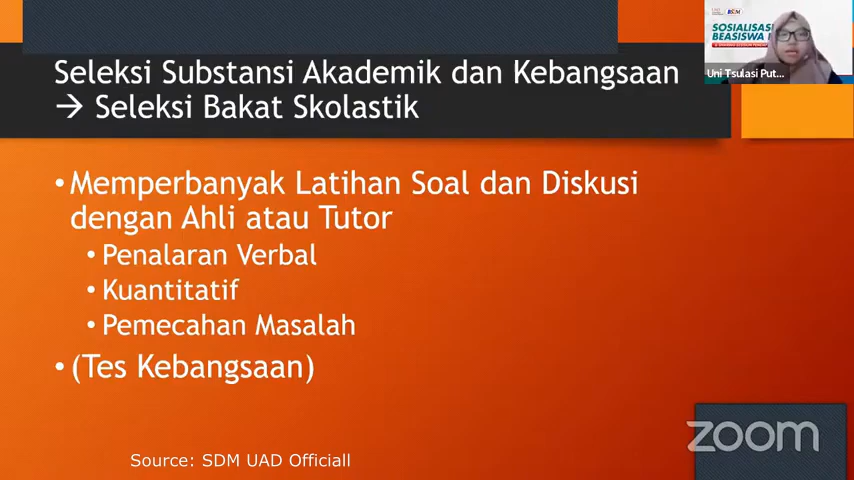 Seleksi Substansi Akademik dan Kebangsaan
→ Seleksi Bakat Skolastik
•Memperbanyak Latihan Soal dan Diskusi
dengan Ahli atau Tutor
• Penalaran Verbal
• Kuantitatif
• Pemecahan Masalah
• (Tes Kebangsaan)
Source: SDM UAD Officiall
zoom
SOSIALISASI
BEASISWA
Uni Tsulasi Put...